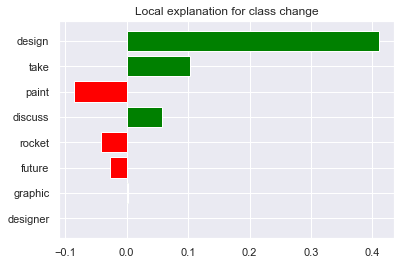 Local explanation for class change
design
take
paint
discuss
rocket
future
graphic
designer
−0.1 0.0 0.1 0.2 0.3 0.4